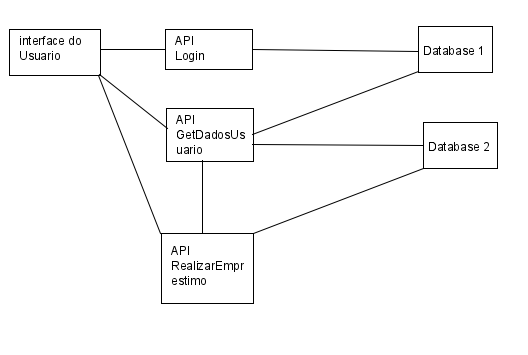 interface do
Usuario
API
Login
Database 1
API
GetDadosUs
uario
Database 2
API
RealizarEmpr
estimo